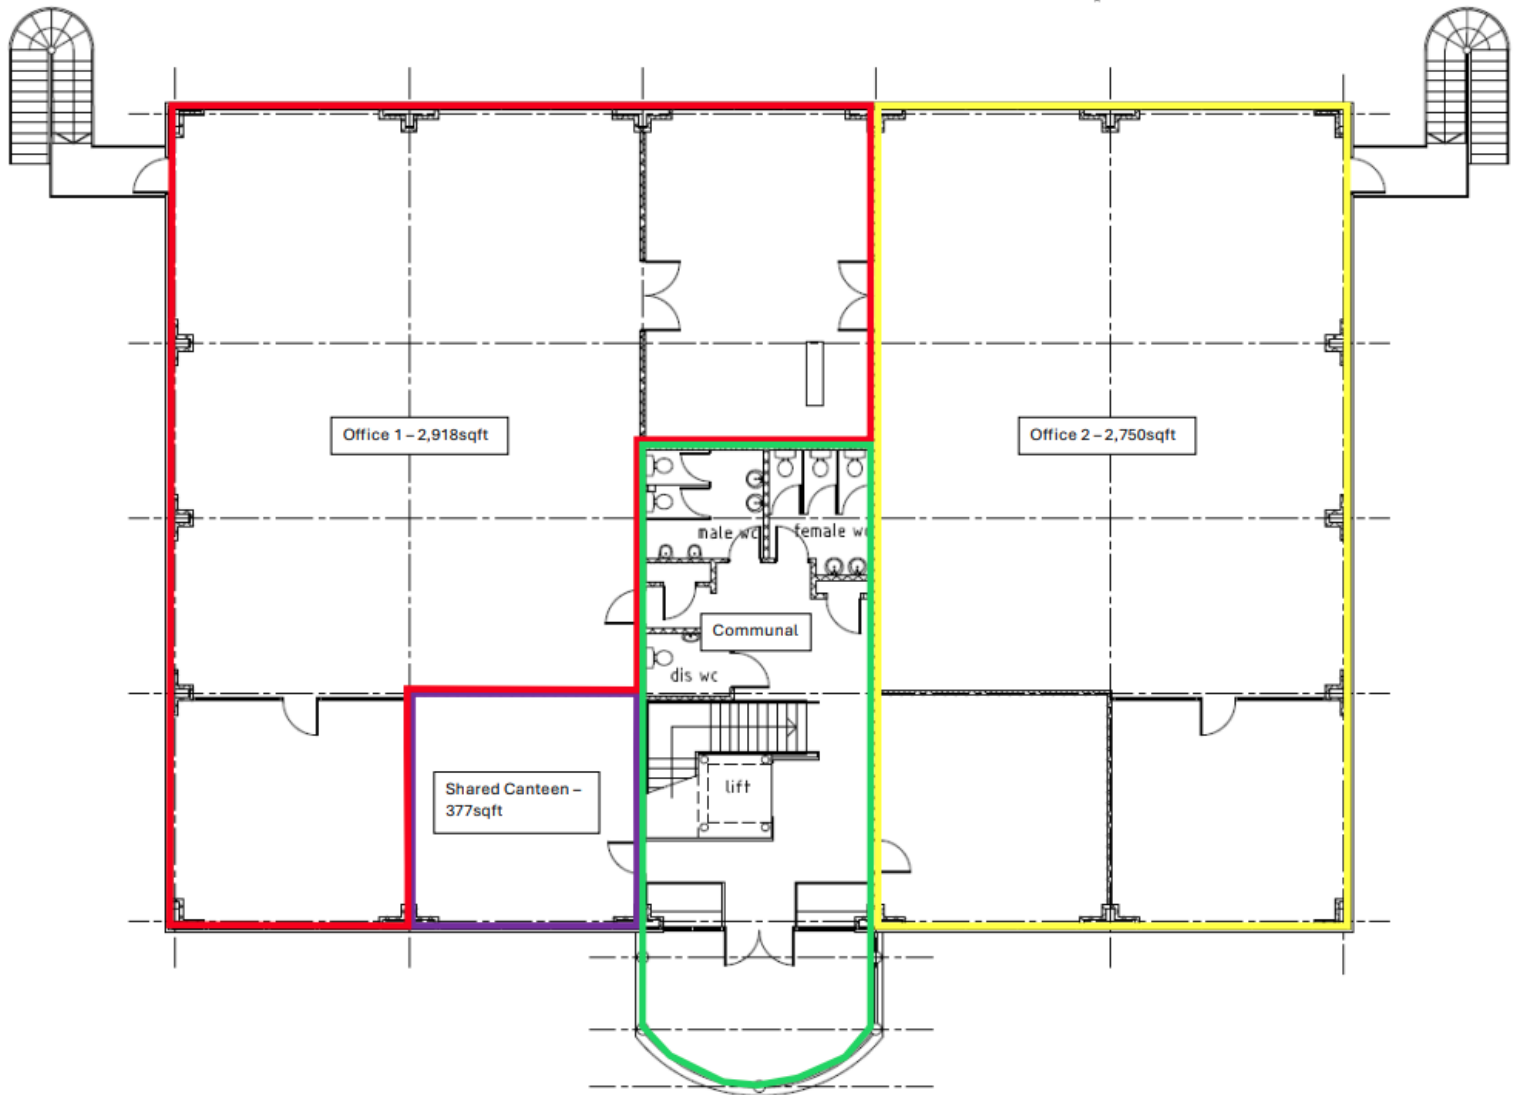 Office 1 – 2,918sqft
Office 2 – 2,750sqft
male wc
female wc
Communal
dis wc
Shared Canteen –
377sqft
lift